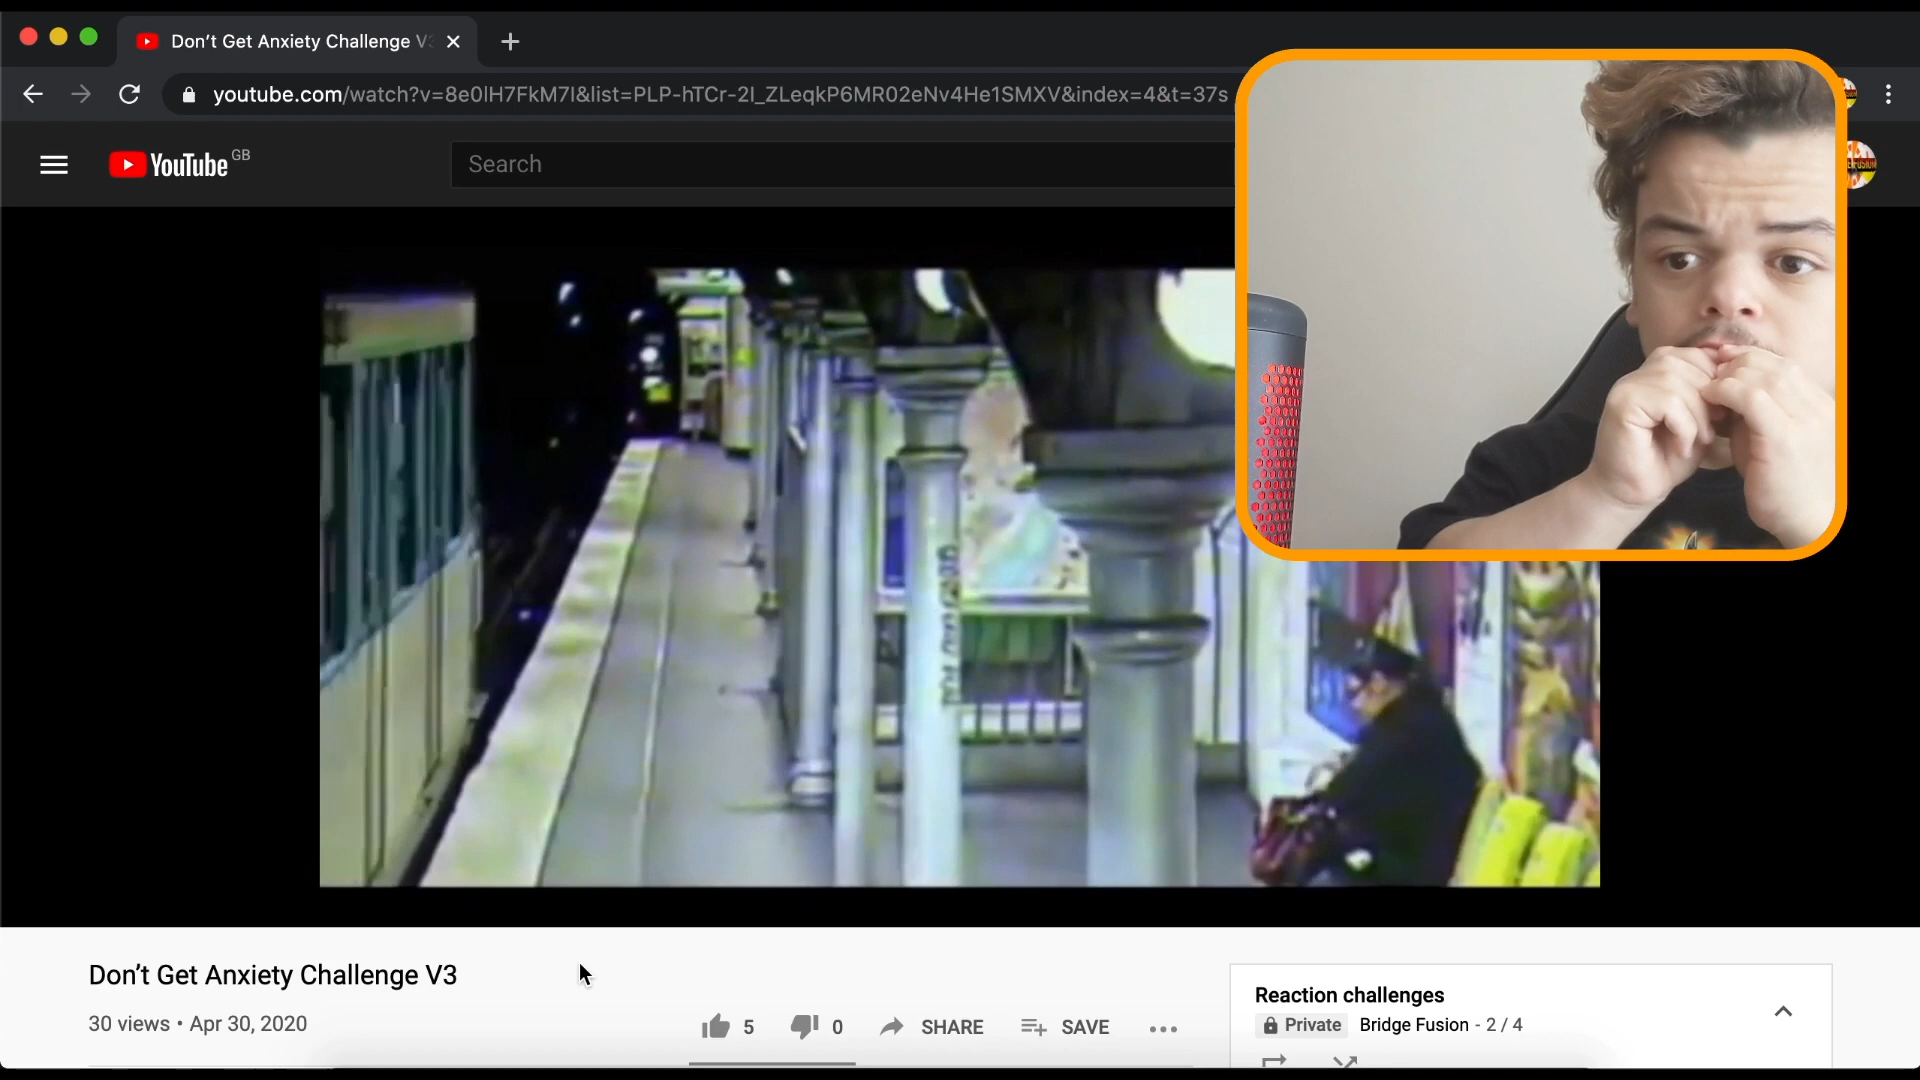 Don’t Get Anxiety Challenge V3
youtube.com/watch?v=8e0lH7FkM7I&list=PLP-hTCr-2I_ZLeqkP6MR02eNv4He1SMXV&index=4&t=37s
YouTube GB
Search
Don’t Get Anxiety Challenge V3
30 views • Apr 30, 2020
5
0
SHARE
SAVE
Reaction challenges
Private Bridge Fusion - 2 / 4